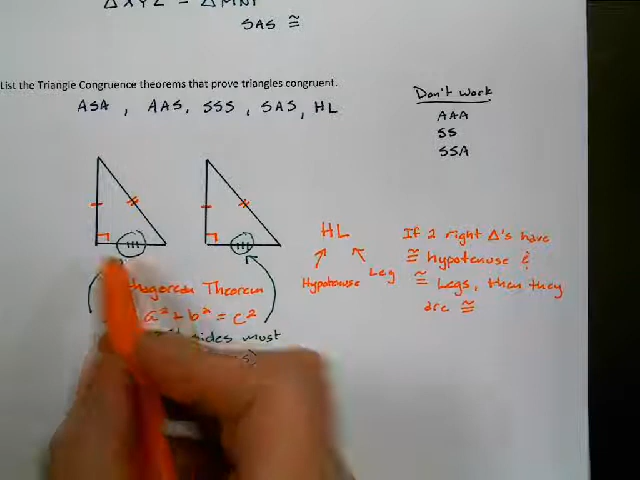 Δ XYZ = Δ MNP
SAS ≅
List the Triangle Congruence theorems that prove triangles congruent.
ASA , AAS, SSS , SAS, HL
Don't Work
AAA
SS
SSA
HL
Hypotenuse
Leg
If 2 right Δ's have
≅ hypotenuse &
≅ Legs, then they
are ≅
Theorem
a² + b² = c²
sides must